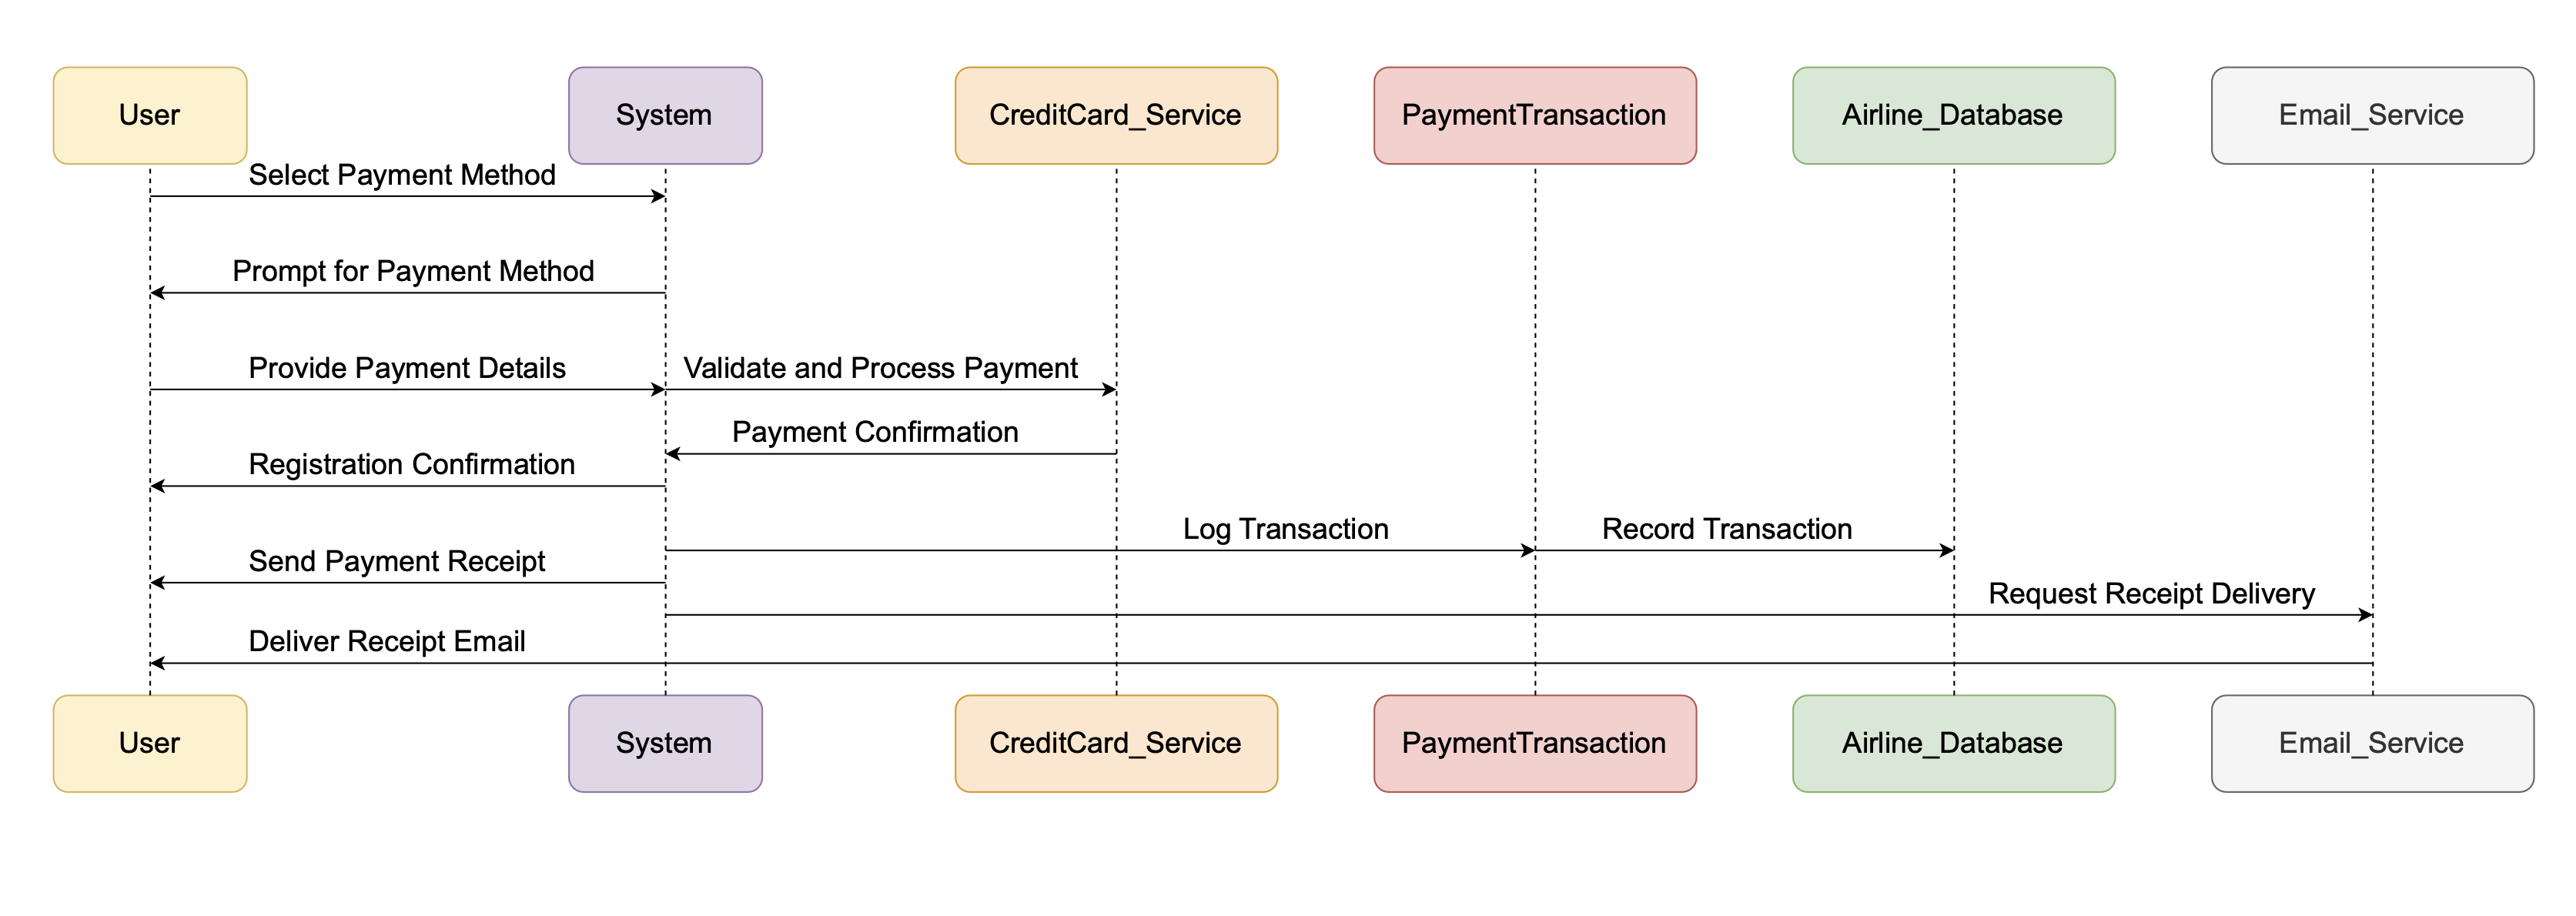 User
System
CreditCard_Service
PaymentTransaction
Airline_Database
Email_Service
Select Payment Method
Prompt for Payment Method
Provide Payment Details
Validate and Process Payment
Payment Confirmation
Registration Confirmation
Log Transaction
Record Transaction
Send Payment Receipt
Request Receipt Delivery
Deliver Receipt Email
User
System
CreditCard_Service
PaymentTransaction
Airline_Database
Email_Service